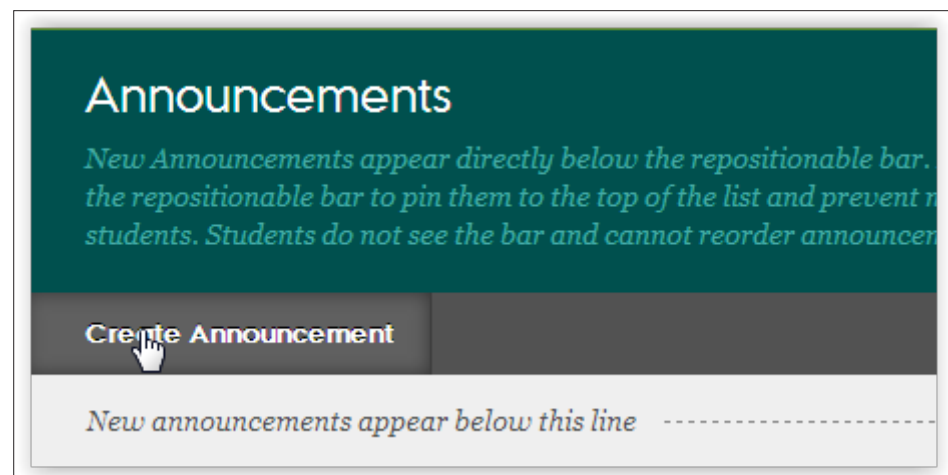 Announcements
New Announcements appear directly below the repositionable bar.
the repositionable bar to pin them to the top of the list and prevent
students. Students do not see the bar and cannot reorder
Create Announcement
New announcements appear below this line